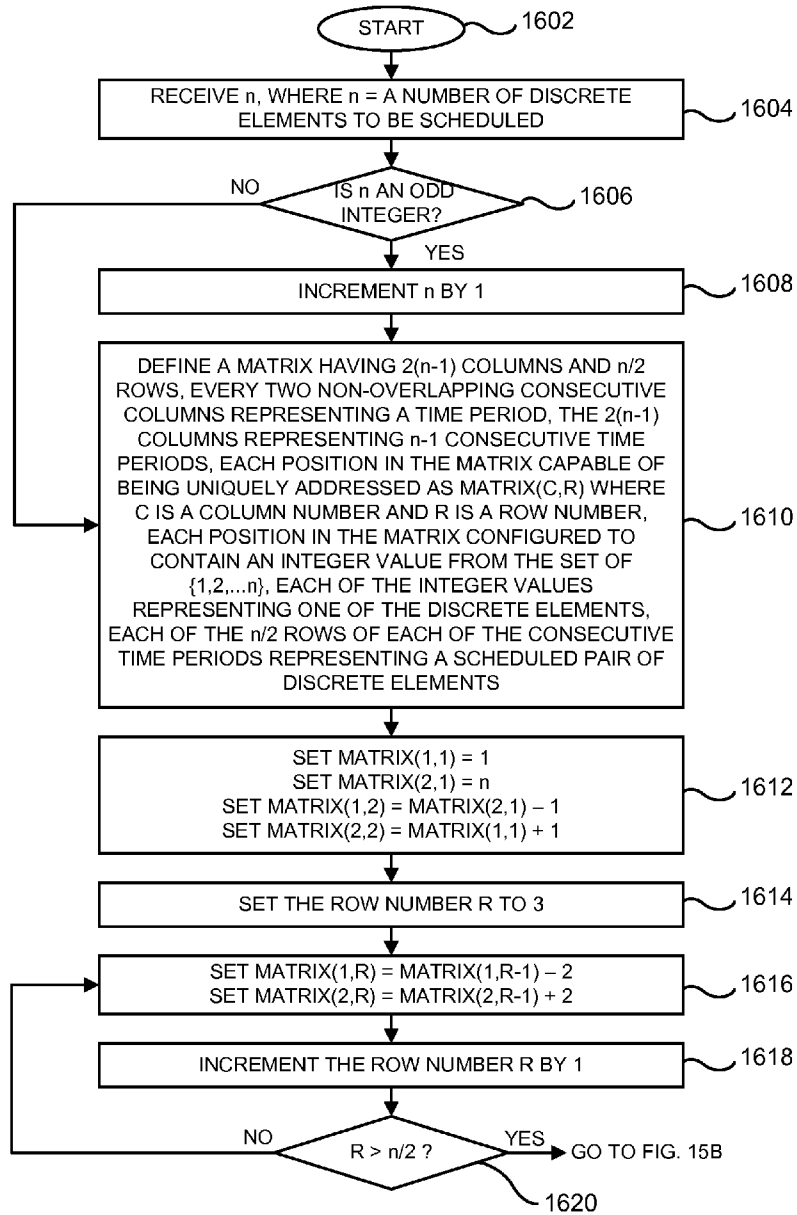 START
1602
RECEIVE n, WHERE n = A NUMBER OF DISCRETE
ELEMENTS TO BE SCHEDULED
1604
NO
IS n AN ODD
INTEGER?
1606
YES
INCREMENT n BY 1
1608
DEFINE A MATRIX HAVING 2(n-1) COLUMNS AND n/2
ROWS, EVERY TWO NON-OVERLAPPING CONSECUTIVE
COLUMNS REPRESENTING A TIME PERIOD, THE 2(n-1)
COLUMNS REPRESENTING n-1 CONSECUTIVE TIME
PERIODS, EACH POSITION IN THE MATRIX CAPABLE OF
BEING UNIQUELY ADDRESSED AS MATRIX(C,R) WHERE
C IS A COLUMN NUMBER AND R IS A ROW NUMBER,
EACH POSITION IN THE MATRIX CONFIGURED TO
CONTAIN AN INTEGER VALUE FROM THE SET OF
{1,2,...n}, EACH OF THE INTEGER VALUES
REPRESENTING ONE OF THE DISCRETE ELEMENTS,
EACH OF THE n/2 ROWS OF EACH OF THE CONSECUTIVE
TIME PERIODS REPRESENTING A SCHEDULED PAIR OF
DISCRETE ELEMENTS
1610
SET MATRIX(1,1) = 1
SET MATRIX(2,1) = n
SET MATRIX(1,2) = MATRIX(2,1) – 1
SET MATRIX(2,2) = MATRIX(1,1) + 1
1612
SET THE ROW NUMBER R TO 3
1614
SET MATRIX(1,R) = MATRIX(1,R-1) – 2
SET MATRIX(2,R) = MATRIX(2,R-1) + 2
1616
INCREMENT THE ROW NUMBER R BY 1
1618
NO
R > n/2 ?
YES
GO TO FIG. 15B
1620